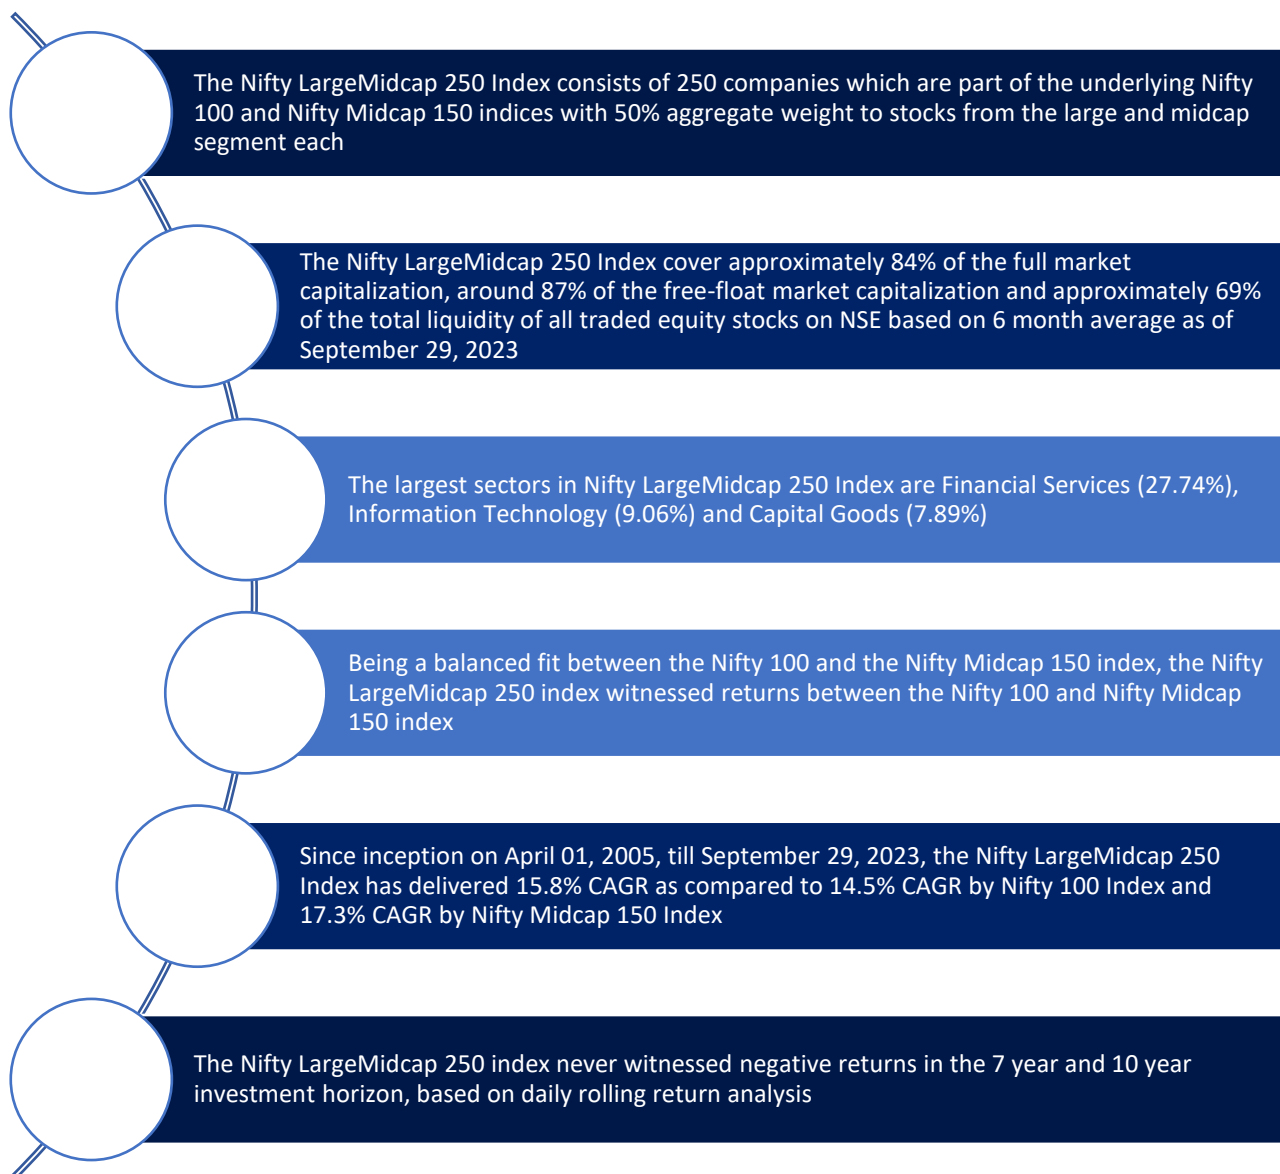 The Nifty LargeMidcap 250 Index consists of 250 companies which are part of the underlying Nifty
100 and Nifty Midcap 150 indices with 50% aggregate weight to stocks from the large and midcap
segment each
The Nifty LargeMidcap 250 Index cover approximately 84% of the full market
capitalization, around 87% of the free-float market capitalization and approximately 69%
of the total liquidity of all traded equity stocks on NSE based on 6 month average as of
September 29, 2023
The largest sectors in Nifty LargeMidcap 250 Index are Financial Services (27.74%),
Information Technology (9.06%) and Capital Goods (7.89%)
Being a balanced fit between the Nifty 100 and the Nifty Midcap 150 index, the Nifty
LargeMidcap 250 index witnessed returns between the Nifty 100 and Nifty Midcap
150 index
Since inception on April 01, 2005, till September 29, 2023, the Nifty LargeMidcap 250
Index has delivered 15.8% CAGR as compared to 14.5% CAGR by Nifty 100 Index and
17.3% CAGR by Nifty Midcap 150 Index
The Nifty LargeMidcap 250 index never witnessed negative returns in the 7 year and 10 year
investment horizon, based on daily rolling return analysis